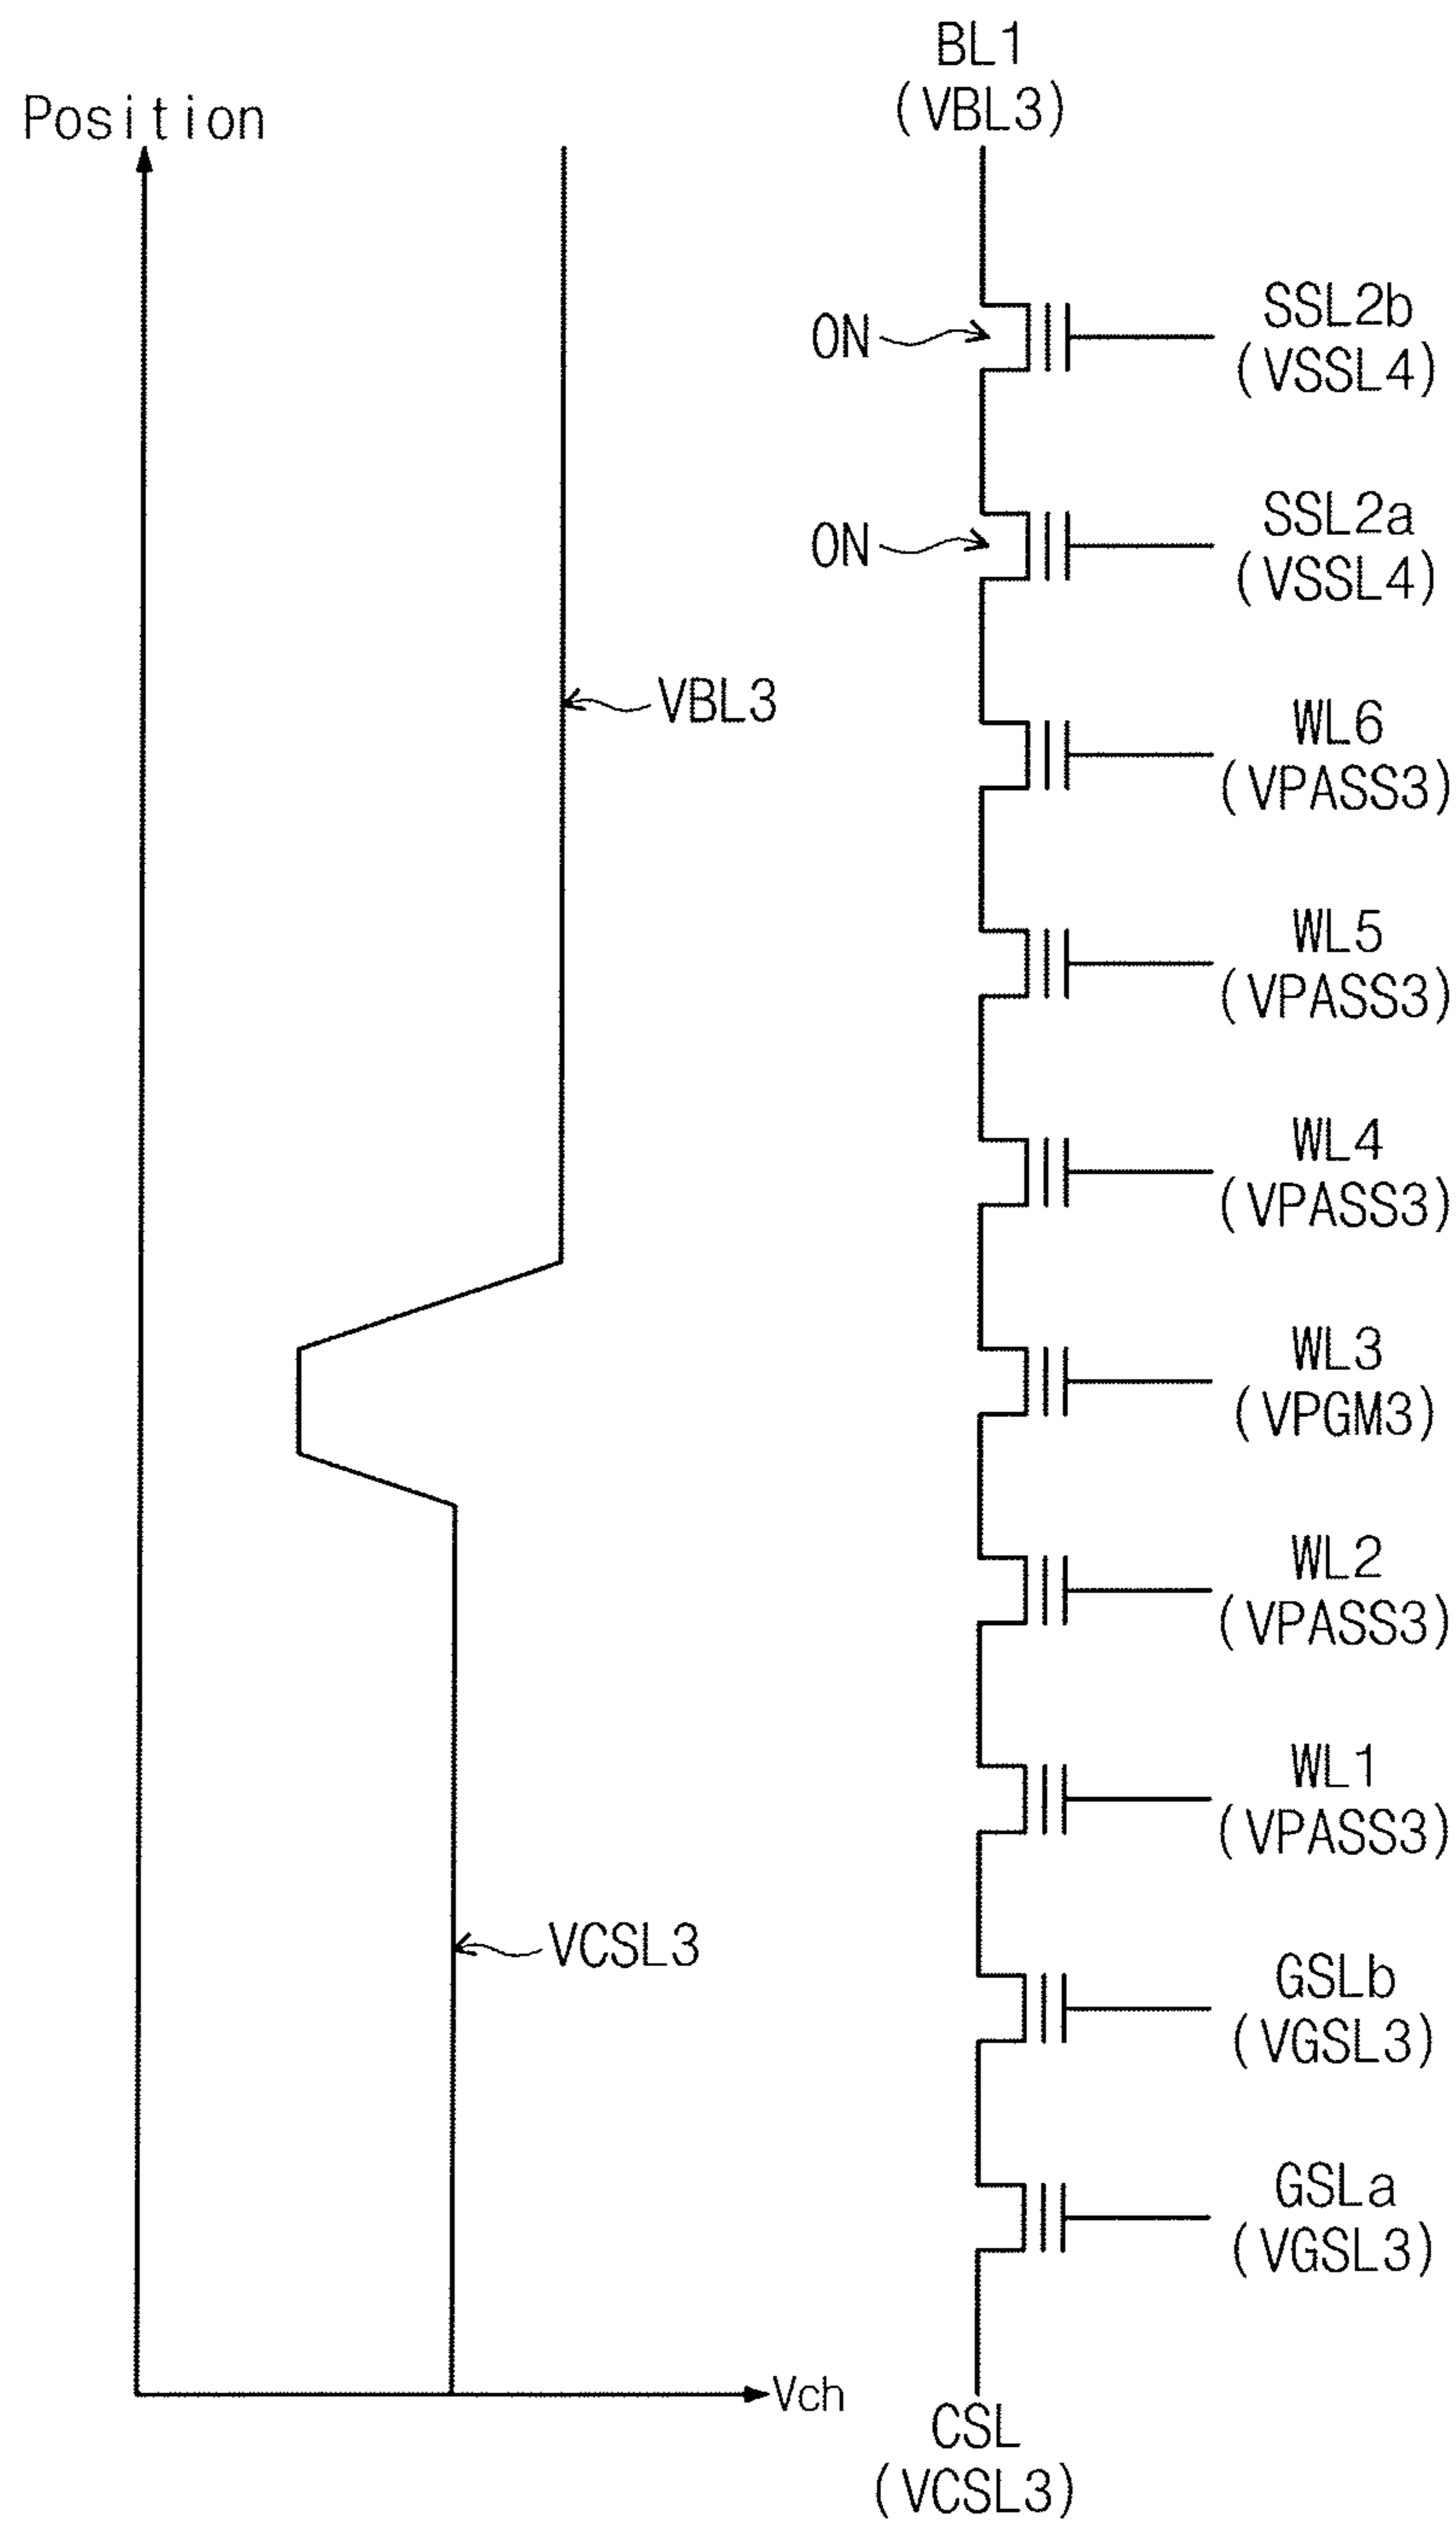 BL1
(VBL3)
Position
SSL2b
(VSSL4)
ON
SSL2a
(VSSL4)
ON
VBL3
WL6
(VPASS3)
WL5
(VPASS3)
WL4
(VPASS3)
WL3
(VPGM3)
WL2
(VPASS3)
WL1
(VPASS3)
VCSL3
GSLb
(VGSL3)
GSLa
(VGSL3)
Vch
CSL
(VCSL3)